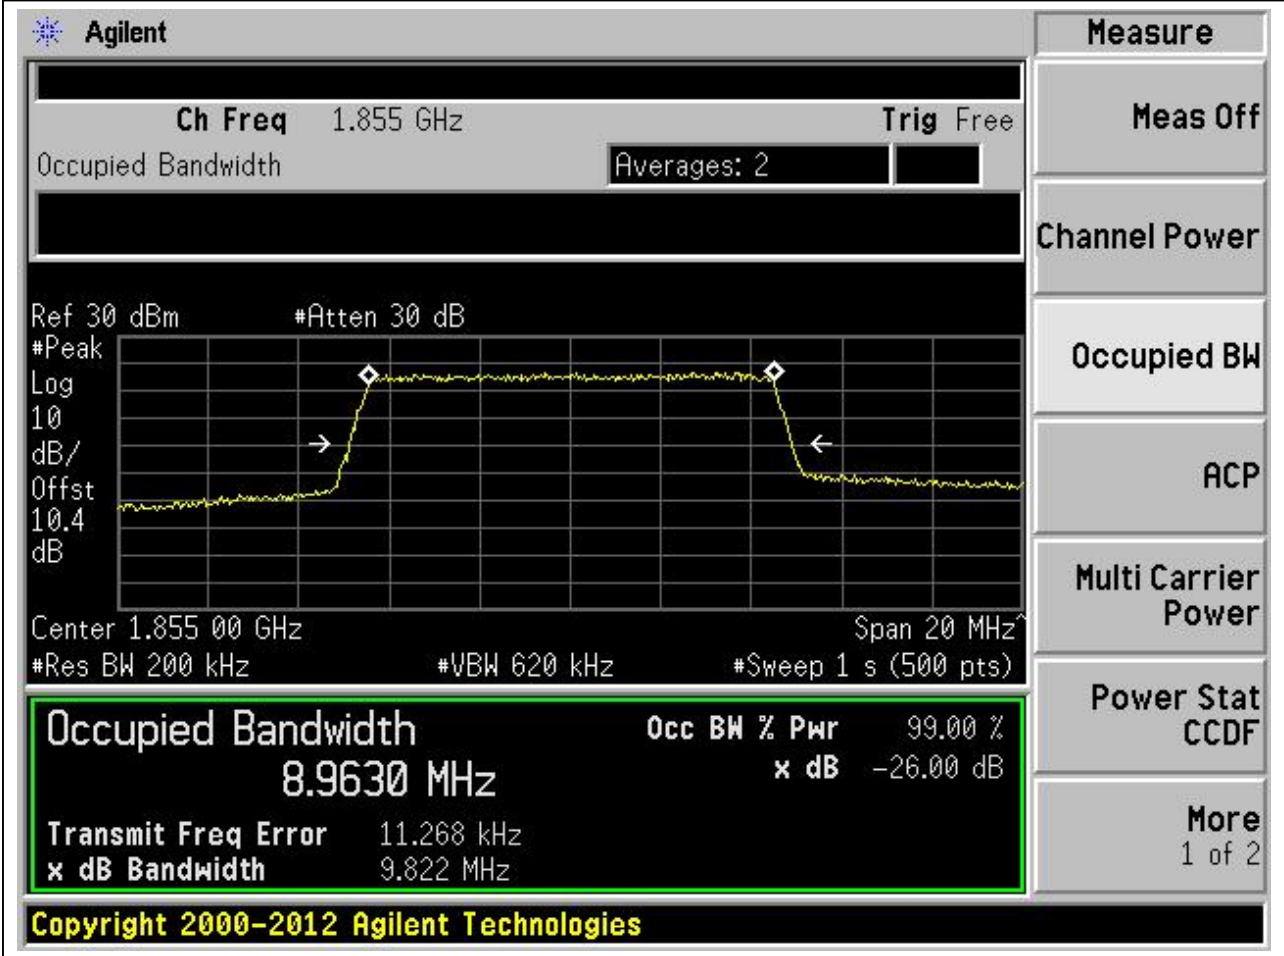 Agilent
Measure
Ch Freq 1.855 GHz Trig Free
Occupied Bandwidth Averages: 2
Ref 30 dBm #Atten 30 dB
#Peak
Log
10
dB/
Offst
10.4
dB
Center 1.855 00 GHz Span 20 MHz^
#Res BW 200 kHz #VBW 620 kHz #Sweep 1 s (500 pts)
Occupied Bandwidth Occ BW % Pwr 99.00 %
8.9630 MHz x dB -26.00 dB
Transmit Freq Error 11.268 kHz
x dB Bandwidth 9.822 MHz
Meas Off
Channel Power
Occupied BW
ACP
Multi Carrier
Power
Power Stat
CCDF
More
1 of 2
Copyright 2000-2012 Agilent Technologies